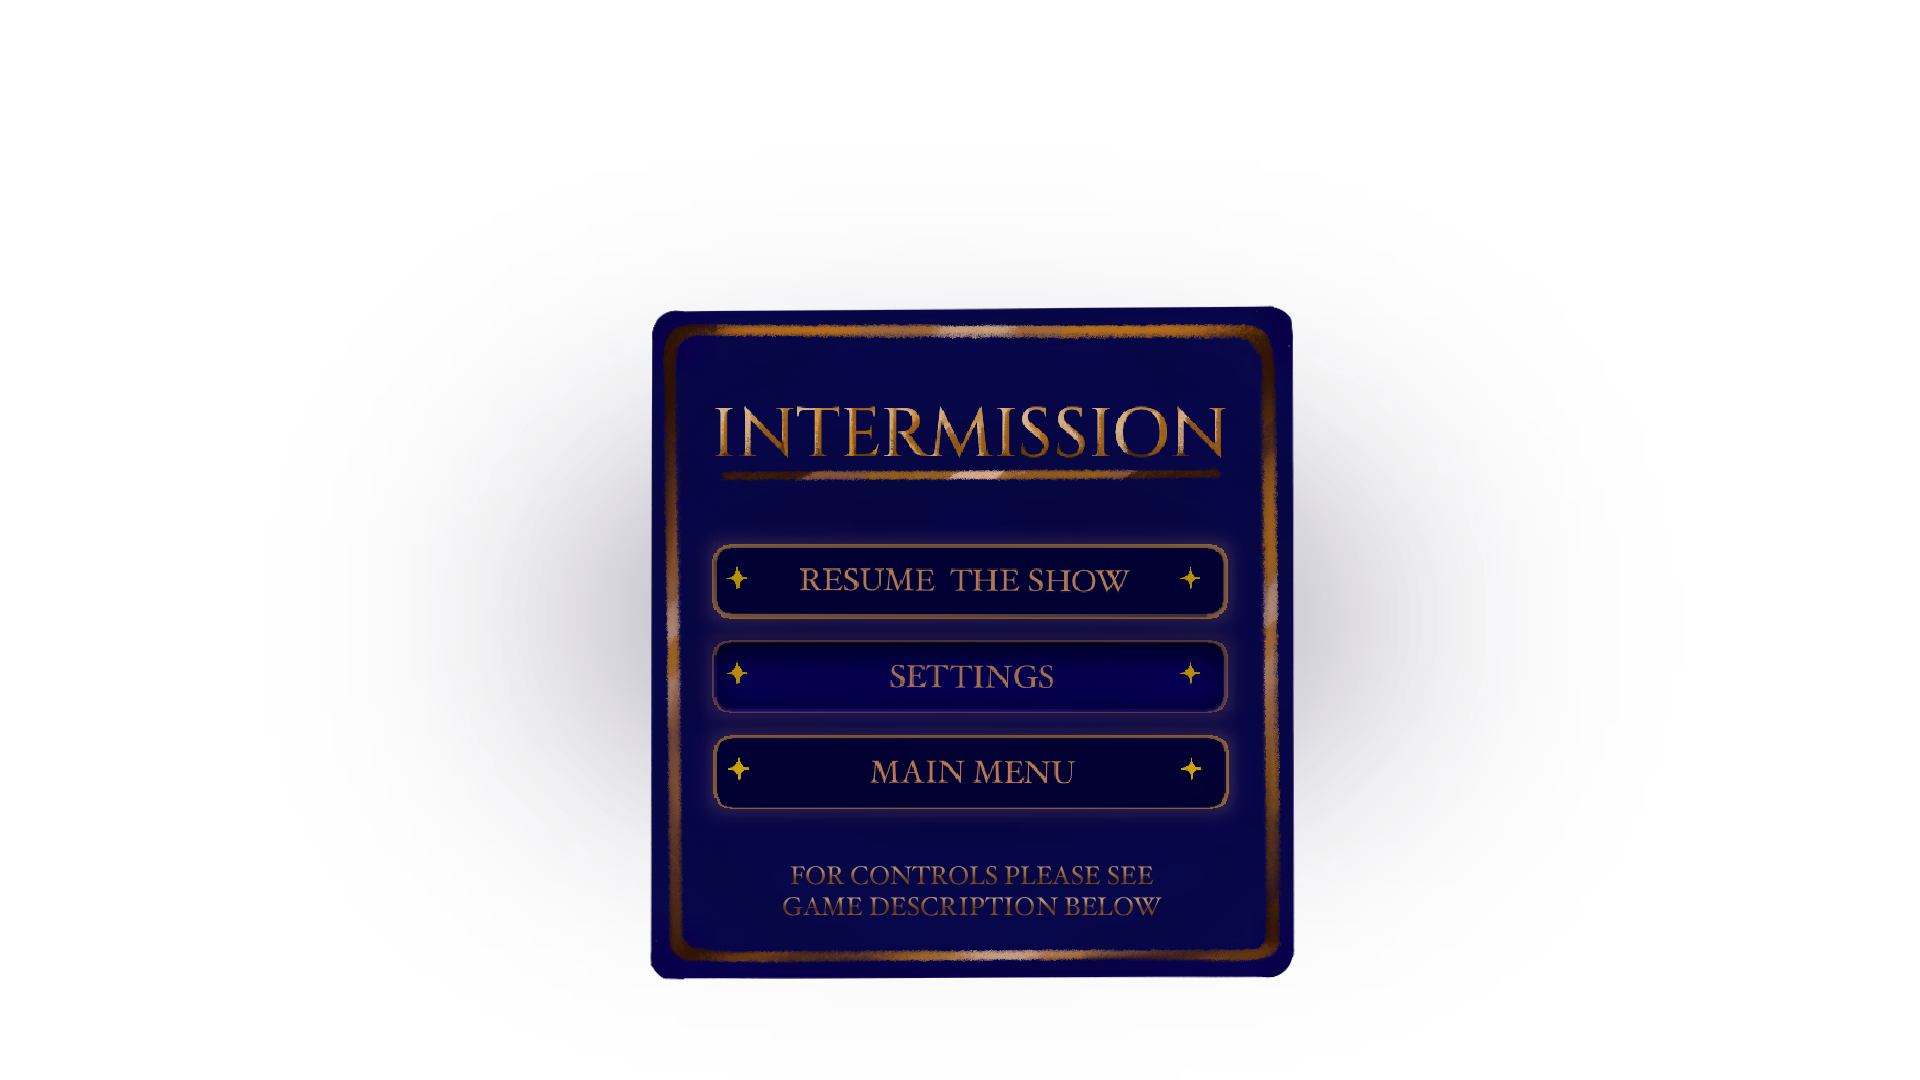 INTERMISSION
RESUME THE SHOW
SETTINGS
MAIN MENU
FOR CONTROLS PLEASE SEE
GAME DESCRIPTION BELOW